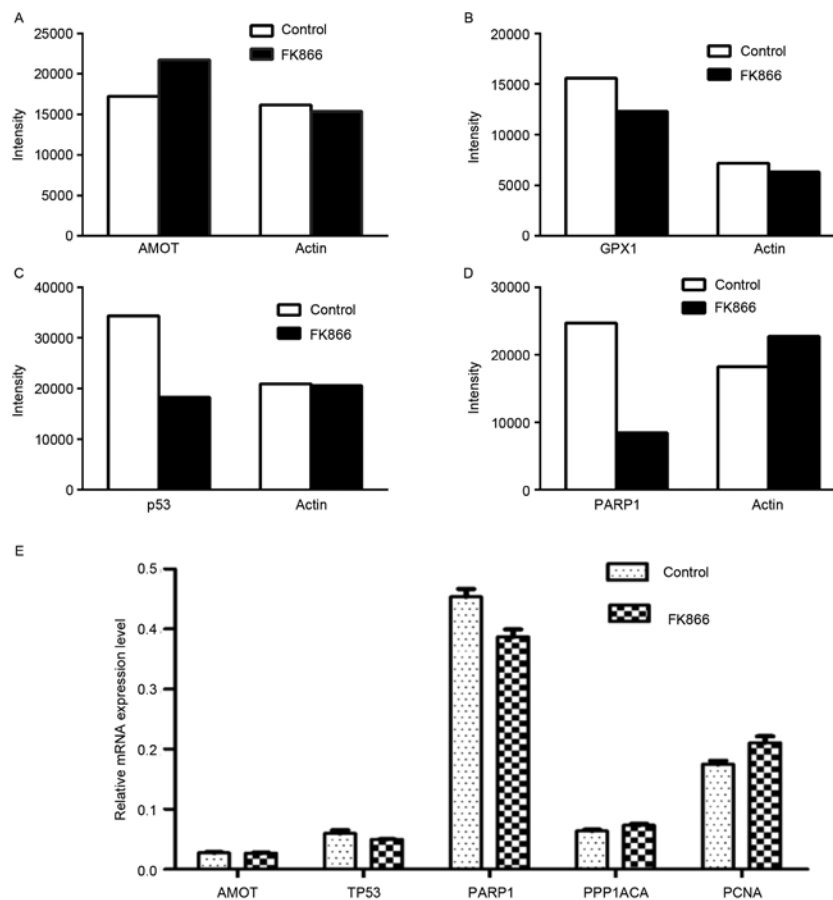 A
Intensity
25000
20000
15000
10000
5000
0
Control
FK866
AMOT
Actin
B
Intensity
20000
15000
10000
5000
0
Control
FK866
GPX1
Actin
C
Intensity
40000
30000
20000
10000
0
Control
FK866
p53
Actin
D
Intensity
30000
20000
10000
0
Control
FK866
PARP1
Actin
E
Relative mRNA expression level
0.5
0.4
0.3
0.2
0.1
0.0
Control
FK866
AMOT
TP53
PARP1
PPP1ACA
PCNA